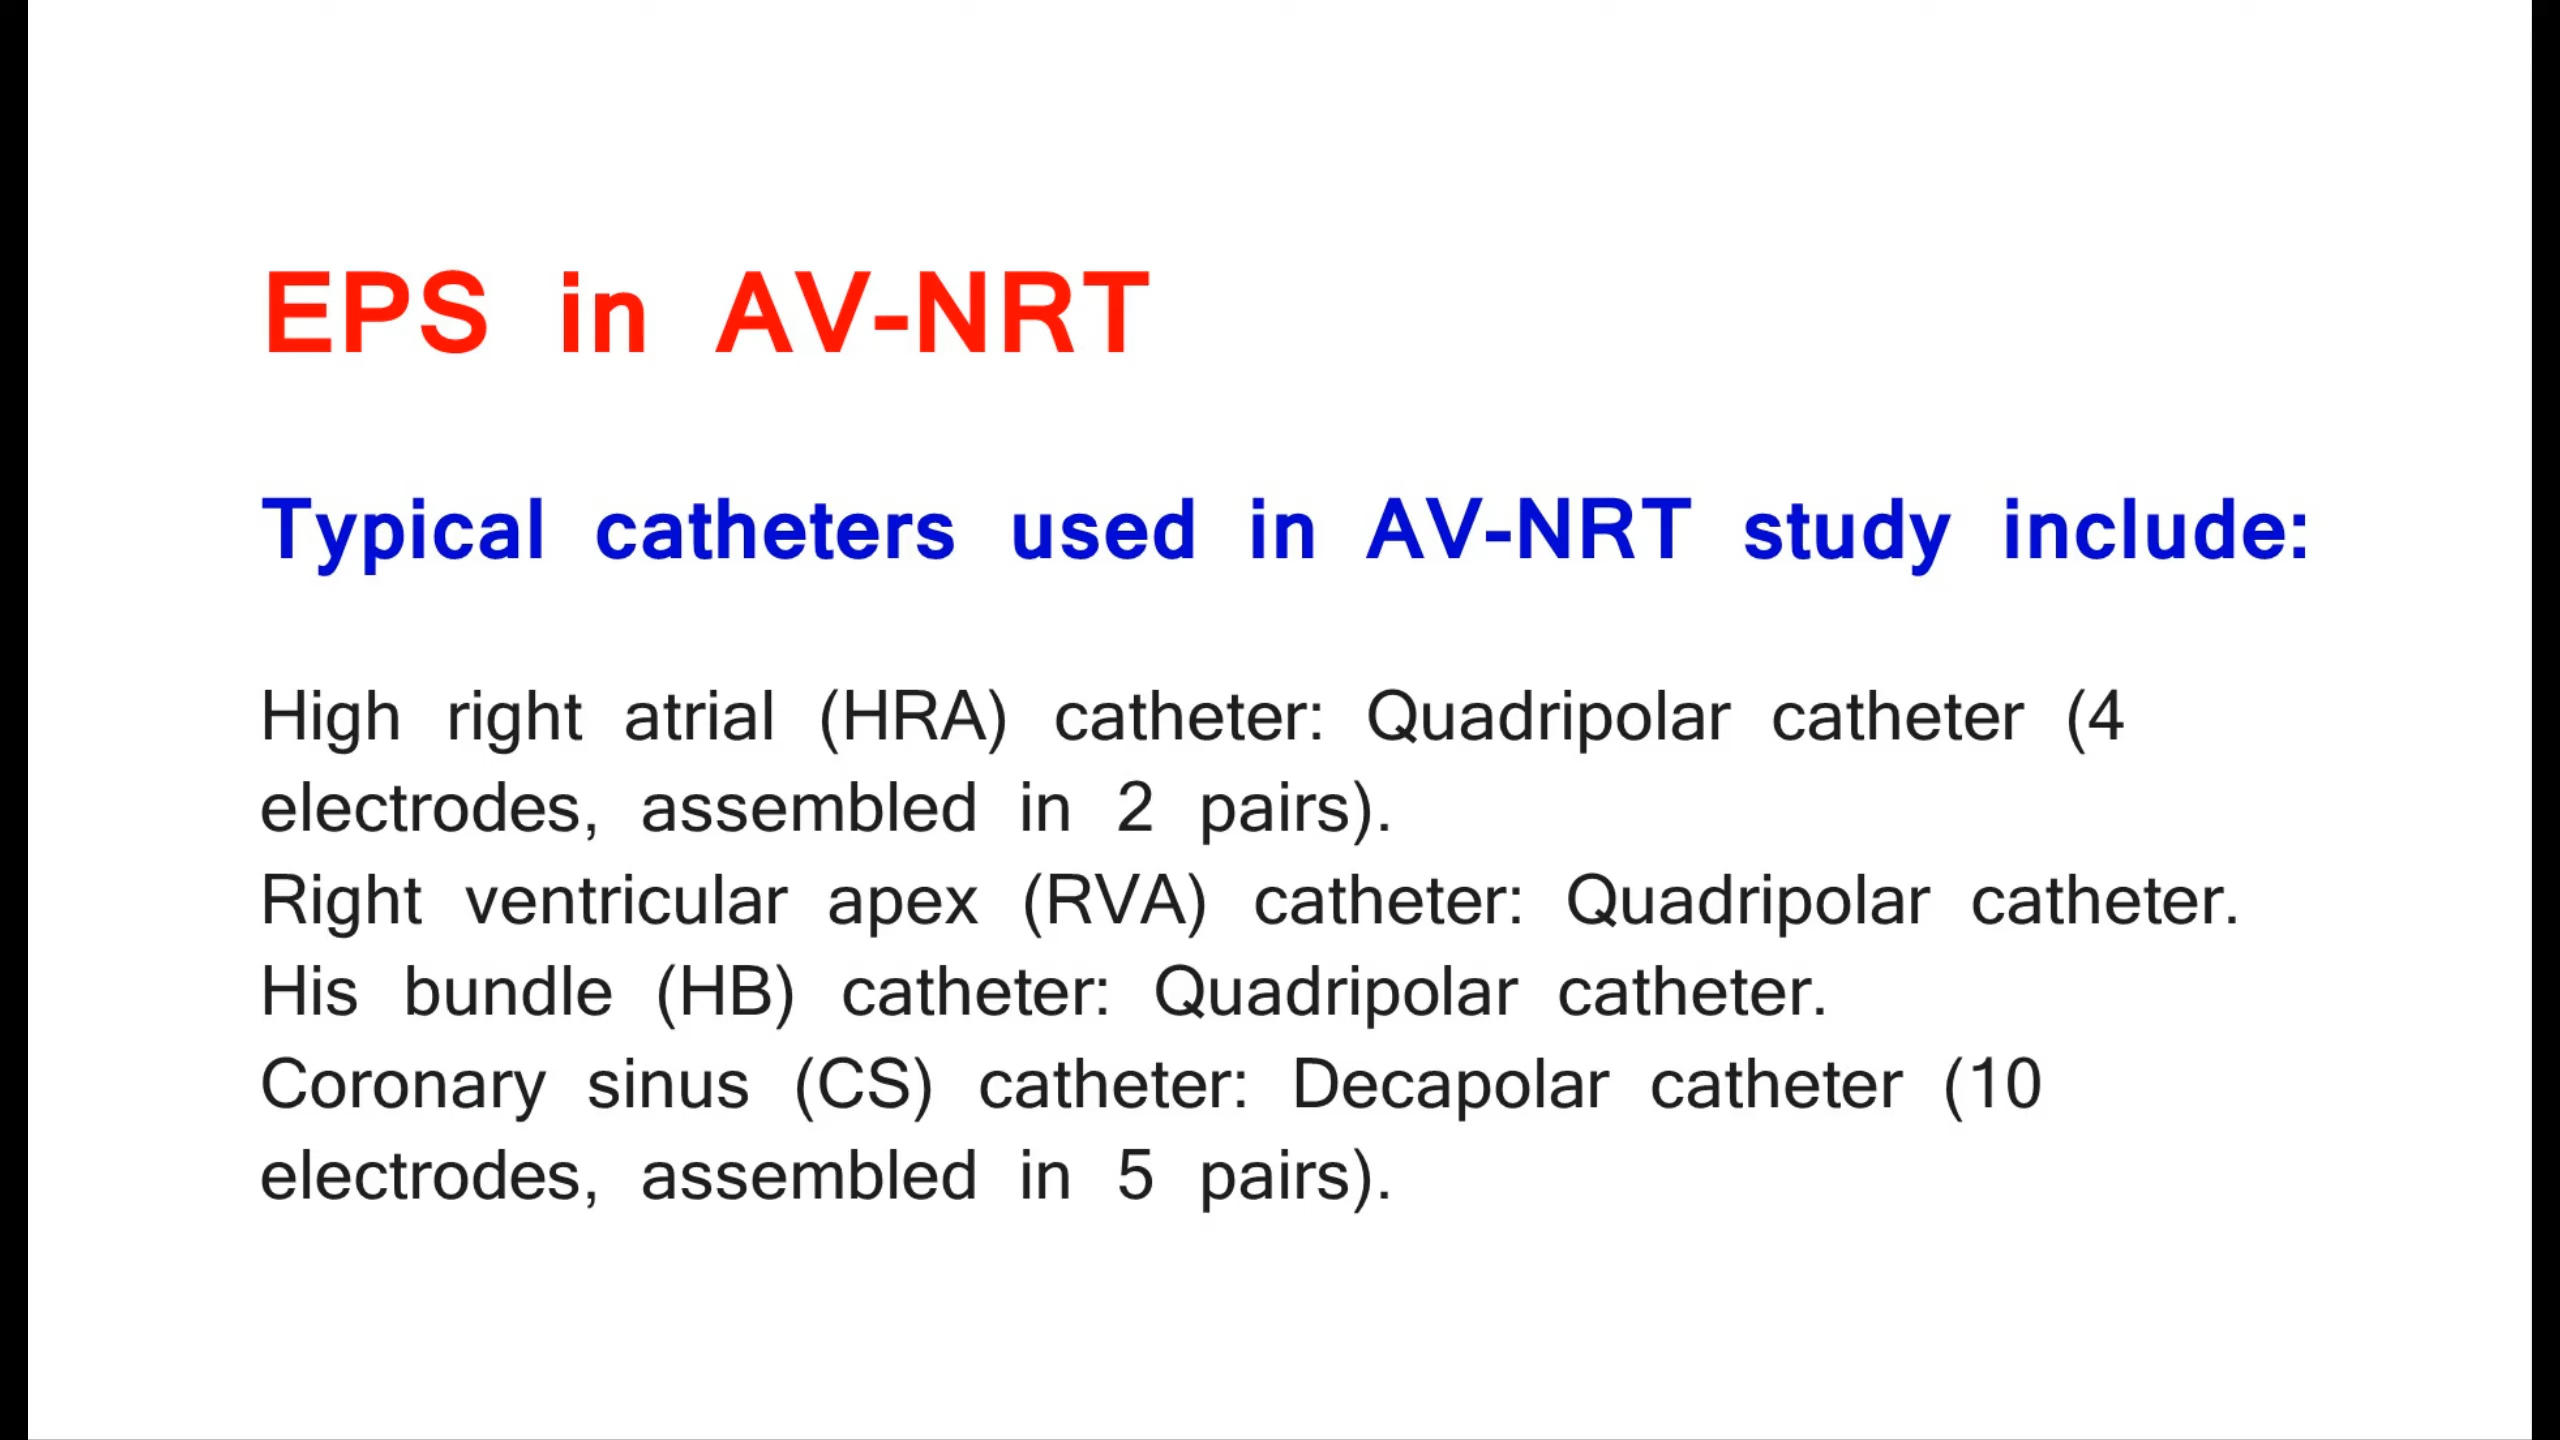 EPS in AV-NRT
Typical catheters used in AV-NRT study include:
High right atrial (HRA) catheter: Quadripolar catheter (4
electrodes, assembled in 2 pairs).
Right ventricular apex (RVA) catheter: Quadripolar catheter.
His bundle (HB) catheter: Quadripolar catheter.
Coronary sinus (CS) catheter: Decapolar catheter (10
electrodes, assembled in 5 pairs).